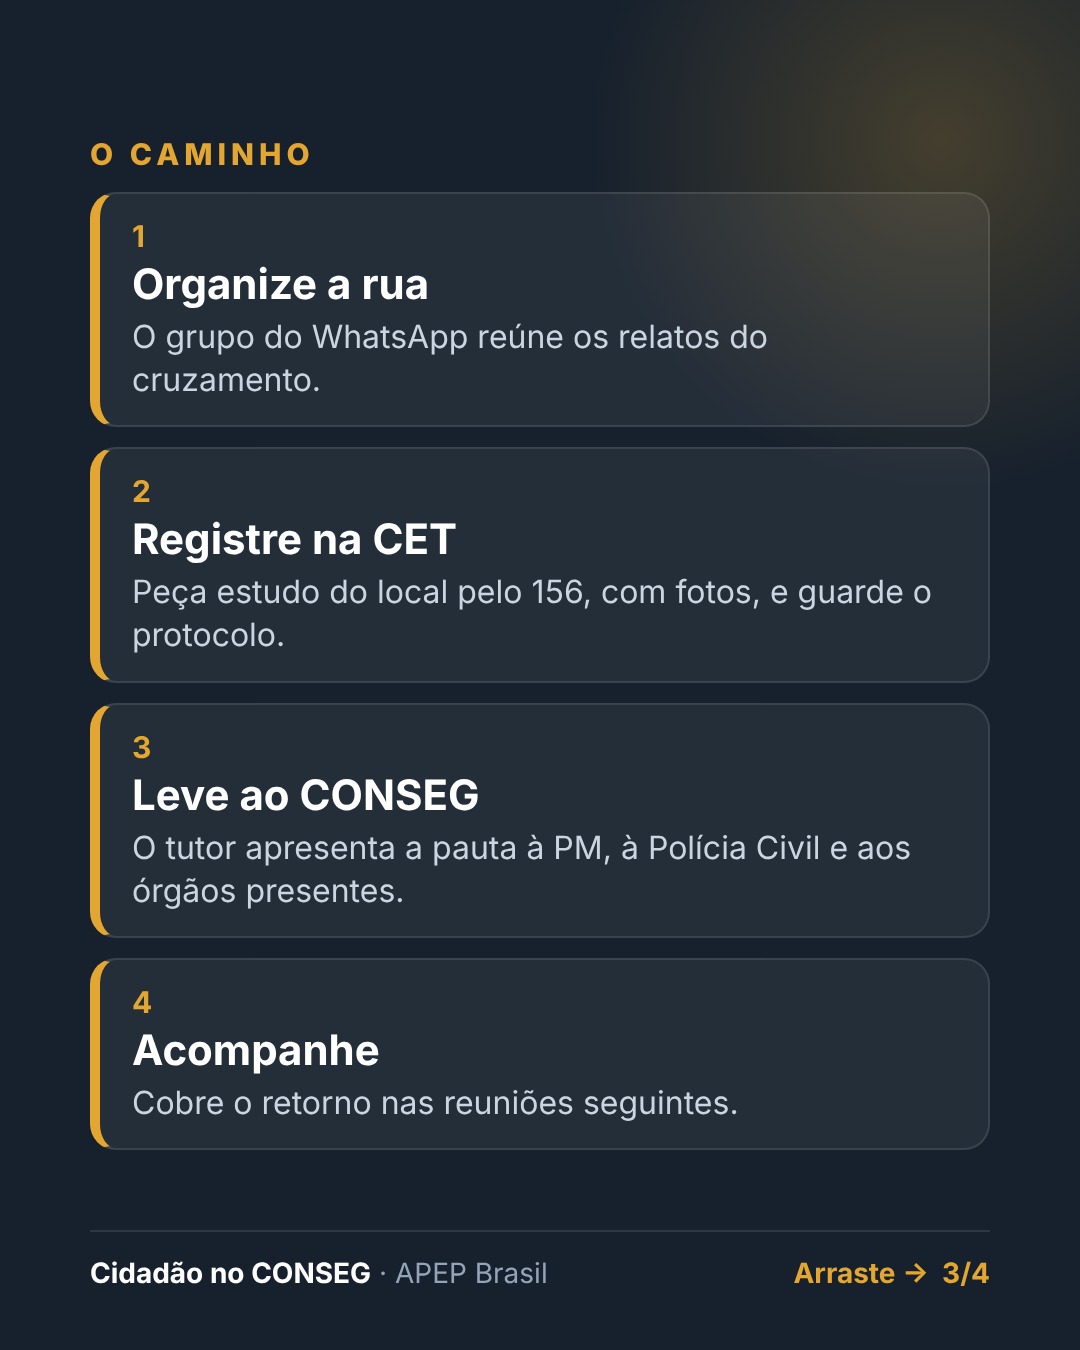 O CAMINHO
1
Organize a rua
O grupo do WhatsApp reúne os relatos do
cruzamento.
2
Registre na CET
Peça estudo do local pelo 156, com fotos, e guarde o
protocolo.
3
Leve ao CONSEG
O tutor apresenta a pauta à PM, à Polícia Civil e aos
órgãos presentes.
4
Acompanhe
Cobre o retorno nas reuniões seguintes.
Cidadão no CONSEG · APEP Brasil
Arraste → 3/4